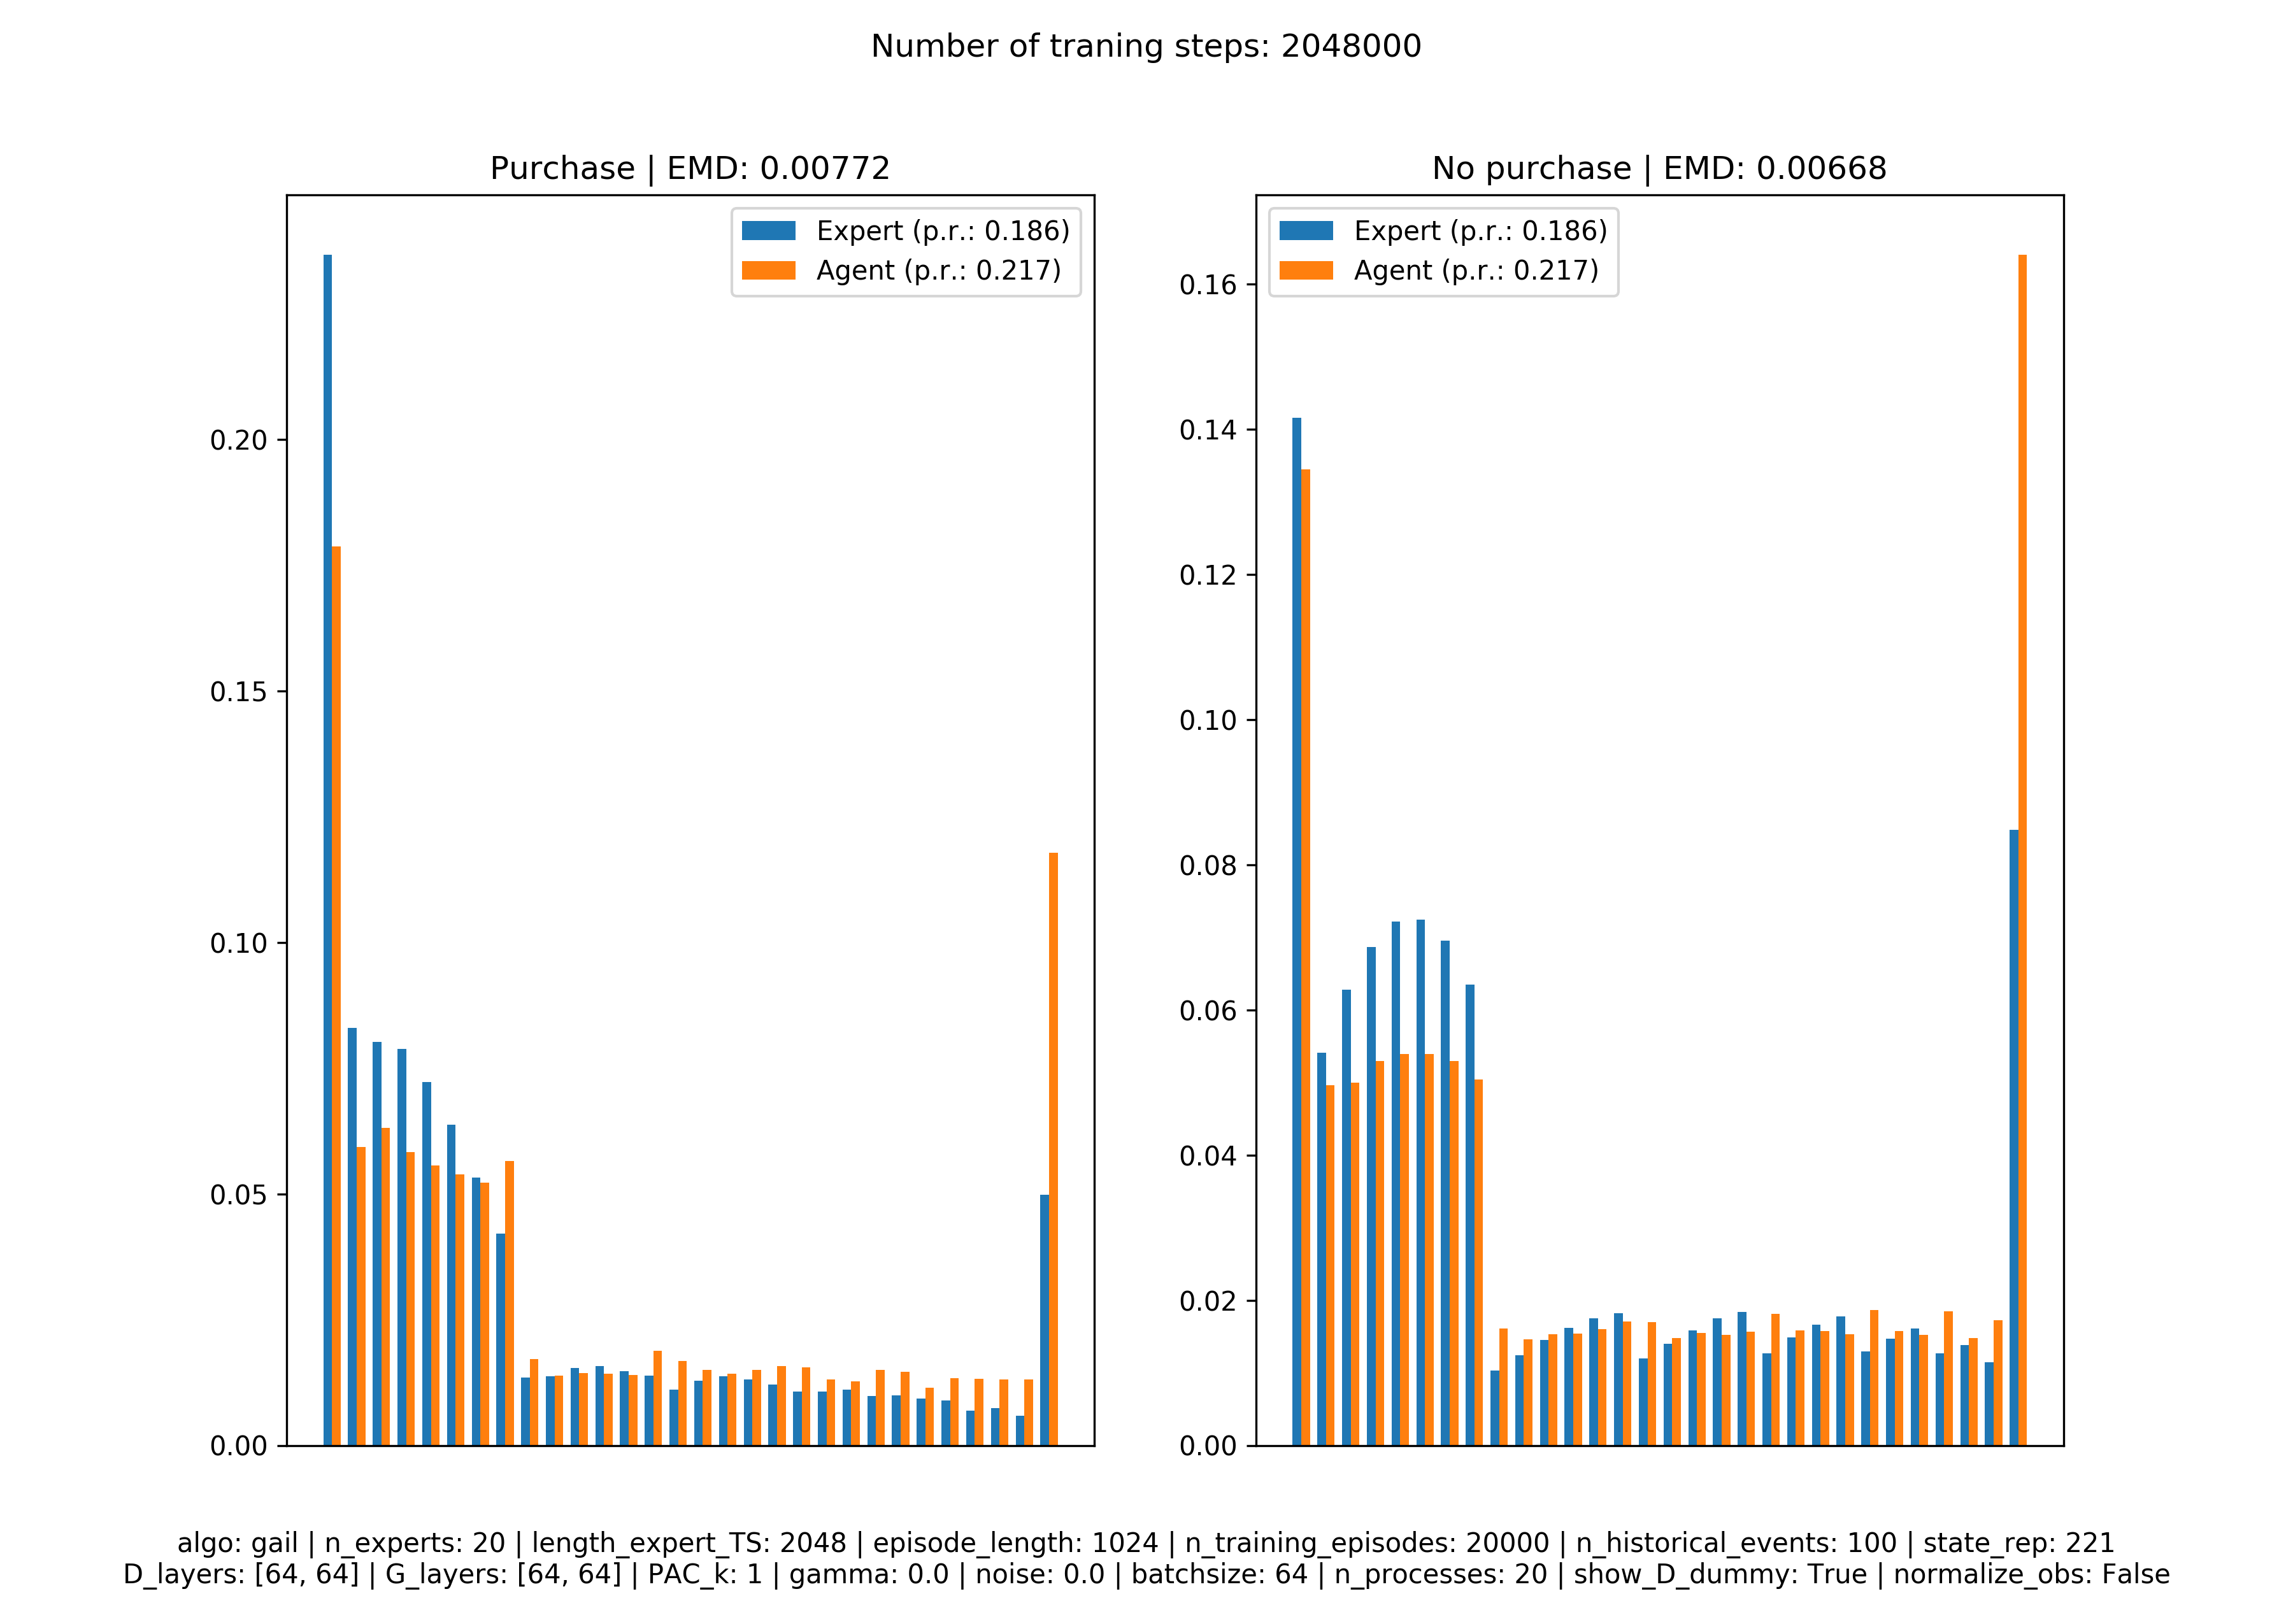 Number of traning steps: 2048000
Purchase | EMD: 0.00772
Expert (p.r.: 0.186)
Agent (p.r.: 0.217)
0.20
0.15
0.10
0.05
0.00
No purchase | EMD: 0.00668
Expert (p.r.: 0.186)
Agent (p.r.: 0.217)
0.16
0.14
0.12
0.10
0.08
0.06
0.04
0.02
0.00
algo: gail | n_experts: 20 | length_expert_TS: 2048 | episode_length: 1024 | n_training_episodes: 20000 | n_historical_events: 100 | state_rep: 221
D_layers: [64, 64] | G_layers: [64, 64] | PAC_k: 1 | gamma: 0.0 | noise: 0.0 | batchsize: 64 | n_processes: 20 | show_D_dummy: True | normalize_obs: False